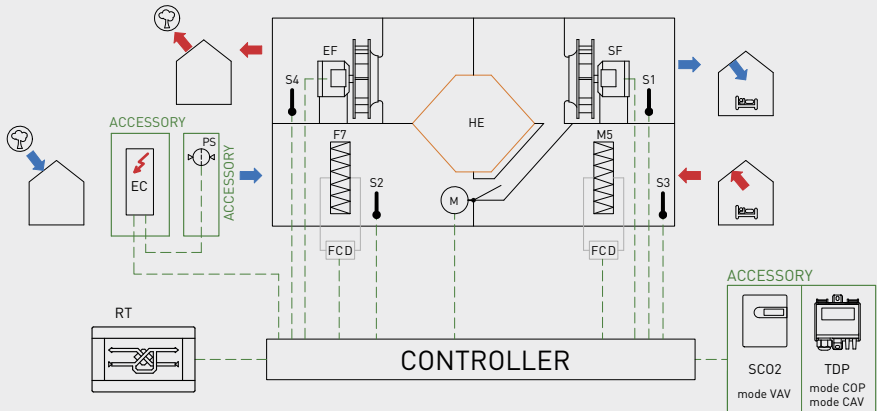 EF
SF
S4
S1
HE
ACCESSORY
F7
M5
PS
EC
ACCESSORY
S2
M
S3
FCD
FCD
ACCESSORY
RT
CONTROLLER
SCO2
mode VAV
TDP
mode COP
mode CAV